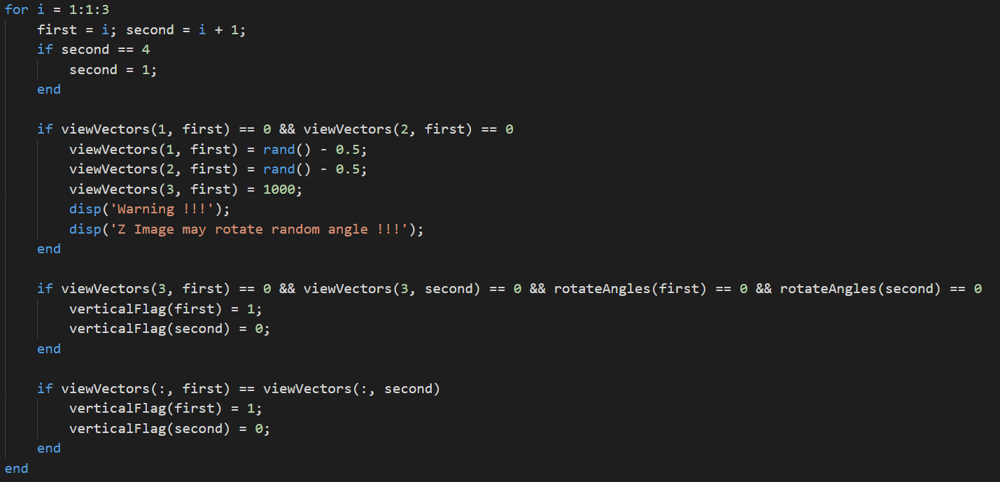 for i = 1:1:3
    first = i; second = i + 1;
    if second == 4
        second = 1;
    end

    if viewVectors(1, first) == 0 && viewVectors(2, first) == 0
        viewVectors(1, first) = rand() - 0.5;
        viewVectors(2, first) = rand() - 0.5;
        viewVectors(3, first) = 1000;
        disp('Warning !!!');
        disp('Z Image may rotate random angle !!!');
    end

    if viewVectors(3, first) == 0 && viewVectors(3, second) == 0 && rotateAngles(first) == 0 && rotateAngles(second) == 0
        verticalFlag(first) = 1;
        verticalFlag(second) = 0;
    end

    if viewVectors(:, first) == viewVectors(:, second)
        verticalFlag(first) = 1;
        verticalFlag(second) = 0;
    end
end